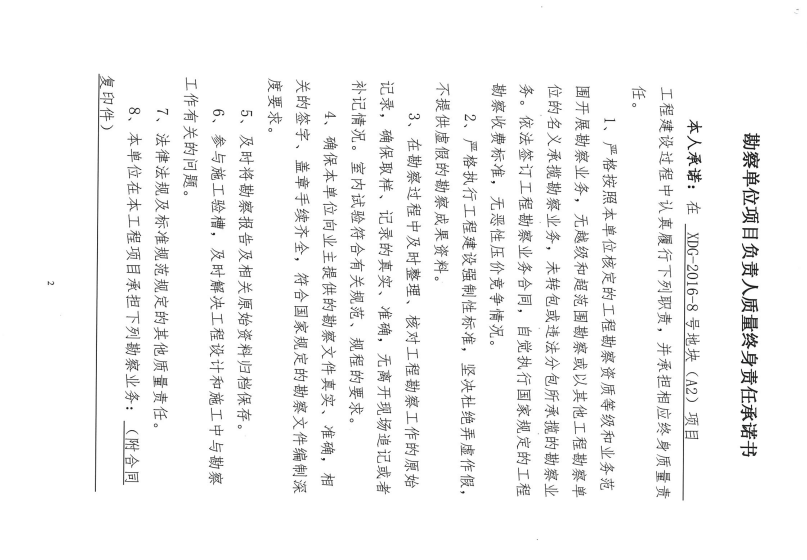 勘察单位项目负责人质量终身责任承诺书
本人承诺：在 XDG-2016-8 号地块（A2）项目
工程建设过程中认真履行下列职责，并承担相应终身质量责
任。
1、严格按照本单位核定的工程勘察资质等级和业务范
围开展勘察业务，无越级和超范围勘察或以其他工程勘察单
位的名义承揽勘察业务，未转包或违法分包所承揽的勘察业
务。依法签订工程勘察业务合同，自觉执行国家规定的工程
勘察收费标准，无恶性压价竞争情况。
2、严格执行工程建设强制性标准，坚决杜绝弄虚作假，
不提供虚假的勘察成果资料。
3、在勘察过程中及时整理、核对工程勘察工作的原始
记录，确保取样、记录的真实、准确，无离开现场追记或者
补记情况。室内试验符合有关规范、规程的要求。
4、确保本单位向业主提供的勘察文件真实、准确，相
关的签字、盖章手续齐全，符合国家规定的勘察文件编制深
度要求。
5、及时将勘察报告及相关原始资料归档保存。
6、参与施工验槽，及时解决工程设计和施工中与勘察
工作有关的问题。
7、法律法规及标准规范规定的其他质量责任。
8、本单位在本工程项目承担下列勘察业务：（附合同
复印件）
2